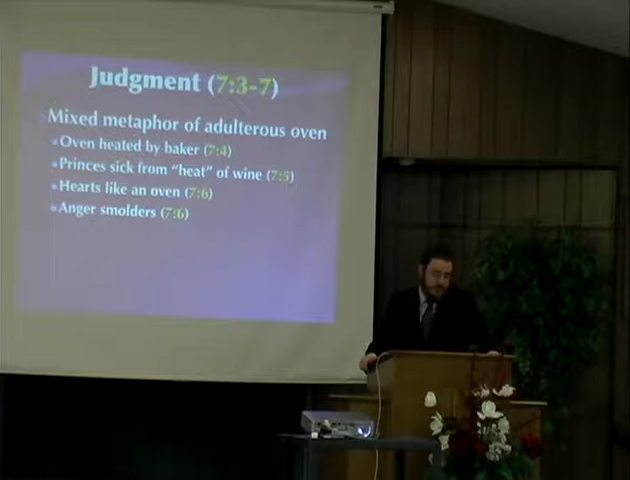 Judgment (7:3-7)
Mixed metaphor of adulterous oven
Oven heated by baker (7:4)
Princes sick from “heat” of wine (7:5)
Hearts like an oven (7:6)
Anger smolders (7:6)